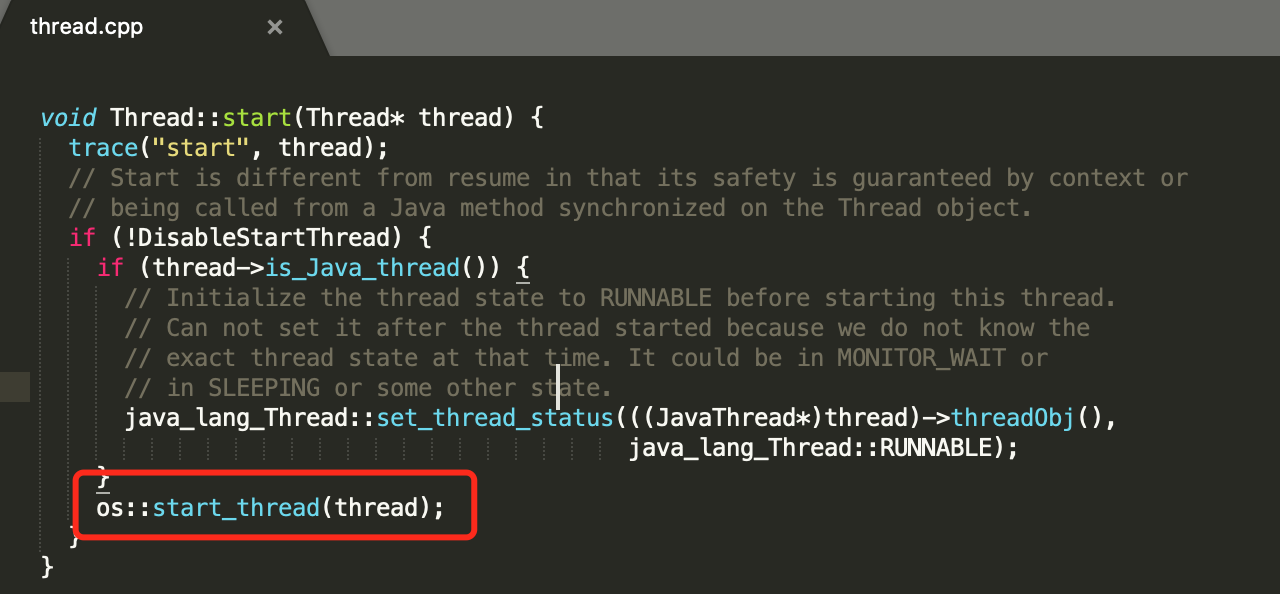 thread.cpp ×
void Thread::start(Thread* thread) {
  trace("start", thread);
  // Start is different from resume in that its safety is guaranteed by context or
  // being called from a Java method synchronized on the Thread object.
  if (!DisableStartThread) {
    if (thread->is_Java_thread()) {
      // Initialize the thread state to RUNNABLE before starting this thread.
      // Can not set it after the thread started because we do not know the
      // exact thread state at that time. It could be in MONITOR_WAIT or
      // in SLEEPING or some other state.
      java_lang_Thread::set_thread_status(((JavaThread*)thread)->threadObj(),
                                          java_lang_Thread::RUNNABLE);
    }
    os::start_thread(thread);
  }
}